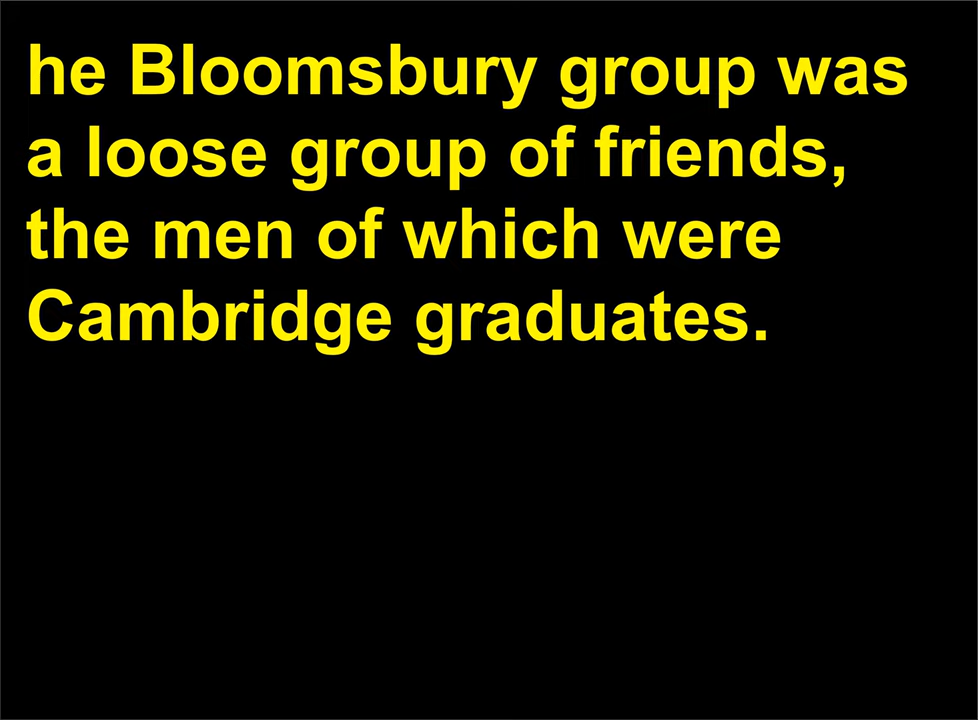 he Bloomsbury group was
a loose group of friends,
the men of which were
Cambridge graduates.